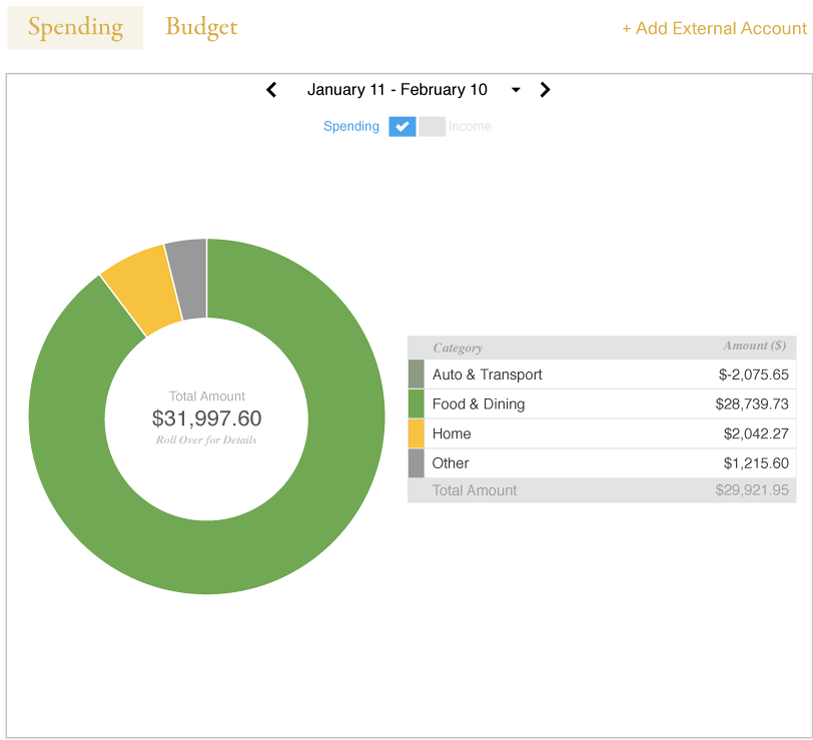 Spending Budget + Add External Account
January 11 - February 10
Spending Income
Total Amount
$31,997.60
Roll Over for Details
Category Amount ($)
Auto & Transport $-2,075.65
Food & Dining $28,739.73
Home $2,042.27
Other $1,215.60
Total Amount $29,921.95